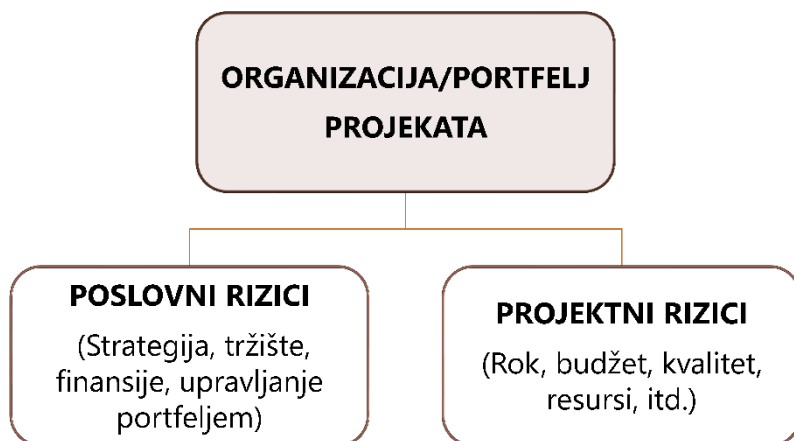 ORGANIZACIJA/PORTFELJ
PROJEKATA
POSLOVNI RIZICI
(Strategija, tržište,
finansije, upravljanje
portfeljem)
PROJEKTNI RIZICI
(Rok, budžet, kvalitet,
resursi, itd.)